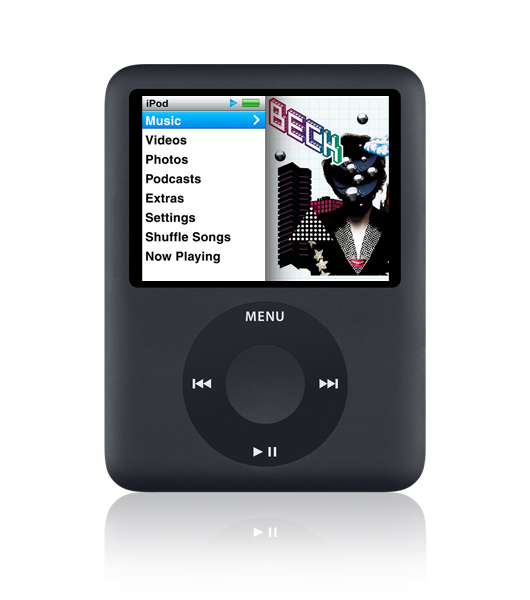 iPod
Music
Videos
Photos
Podcasts
Extras
Settings
Shuffle Songs
Now Playing
BECK
MENU